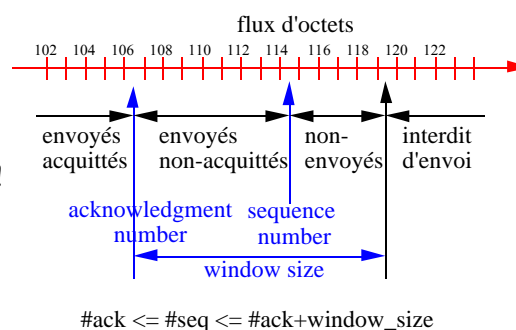 flux d'octets
102 104 106 108 110 112 114 116 118 120 122
envoyés envoyés non- interdit
acquittés non-acquittés envoyés d'envoi
acknowledgment sequence
number number
window size
#ack <= #seq <= #ack+window_size